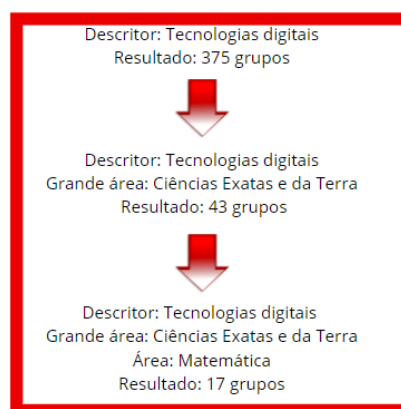 Descritor: Tecnologias digitais
Resultado: 375 grupos
Descritor: Tecnologias digitais
Grande área: Ciências Exatas e da Terra
Resultado: 43 grupos
Descritor: Tecnologias digitais
Grande área: Ciências Exatas e da Terra
Área: Matemática
Resultado: 17 grupos